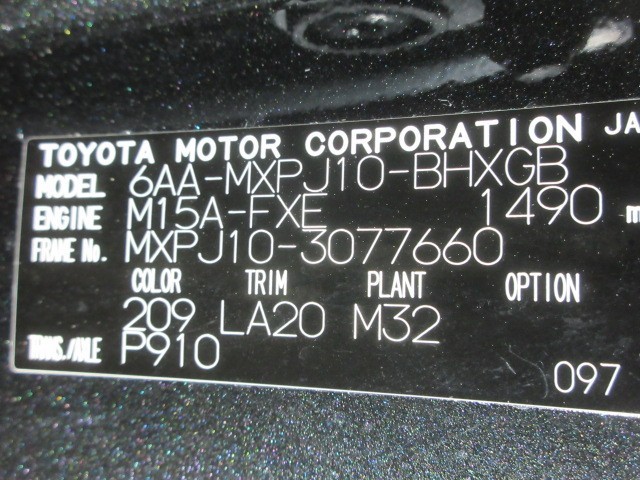 TOYOTA MOTOR CORPORATION JA
MODEL 6AA-MXPJ10-BHXGB
ENGINE M15A-FXE 1490 m
FRAME No. MXPJ10-3077660
COLOR TRIM PLANT OPTION
209 LA20 M32
TRANS./AXLE P910
097